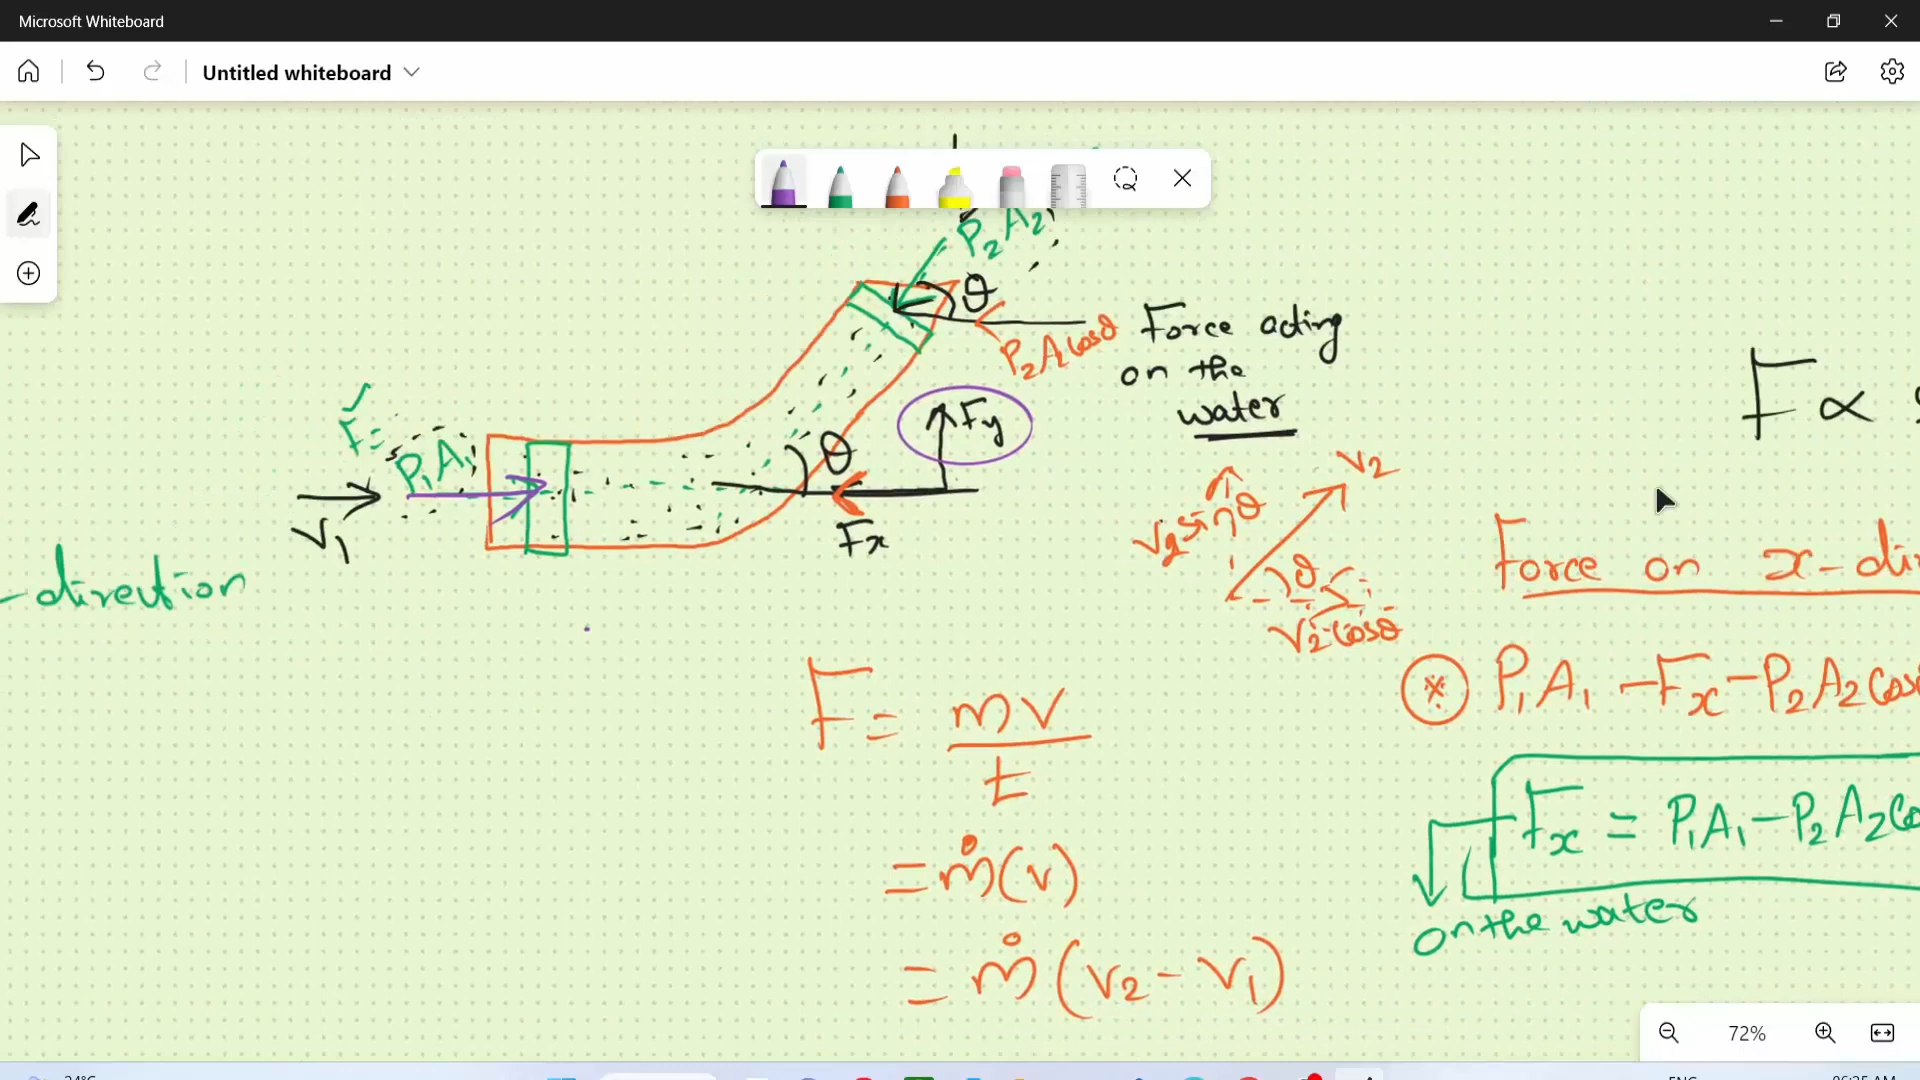 Microsoft Whiteboard
Untitled whiteboard
P₂A₂
θ
P₂A₂cosθ
Force acting
on the
water
F ∝
F =
P₁A₁
V₁
θ
Fy
Fx
V₂
V₂sinθ
θ
V₂cosθ
-direction
Force on x-di
F = mv
t
= ṁ(v)
= ṁ(v₂ - v₁)
※ P₁A₁ - Fx - P₂A₂cos
Fx = P₁A₁ - P₂A₂Co
on the water
72%